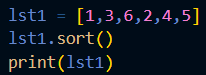 lst1 = [1,3,6,2,4,5]
lst1.sort()
print(lst1)